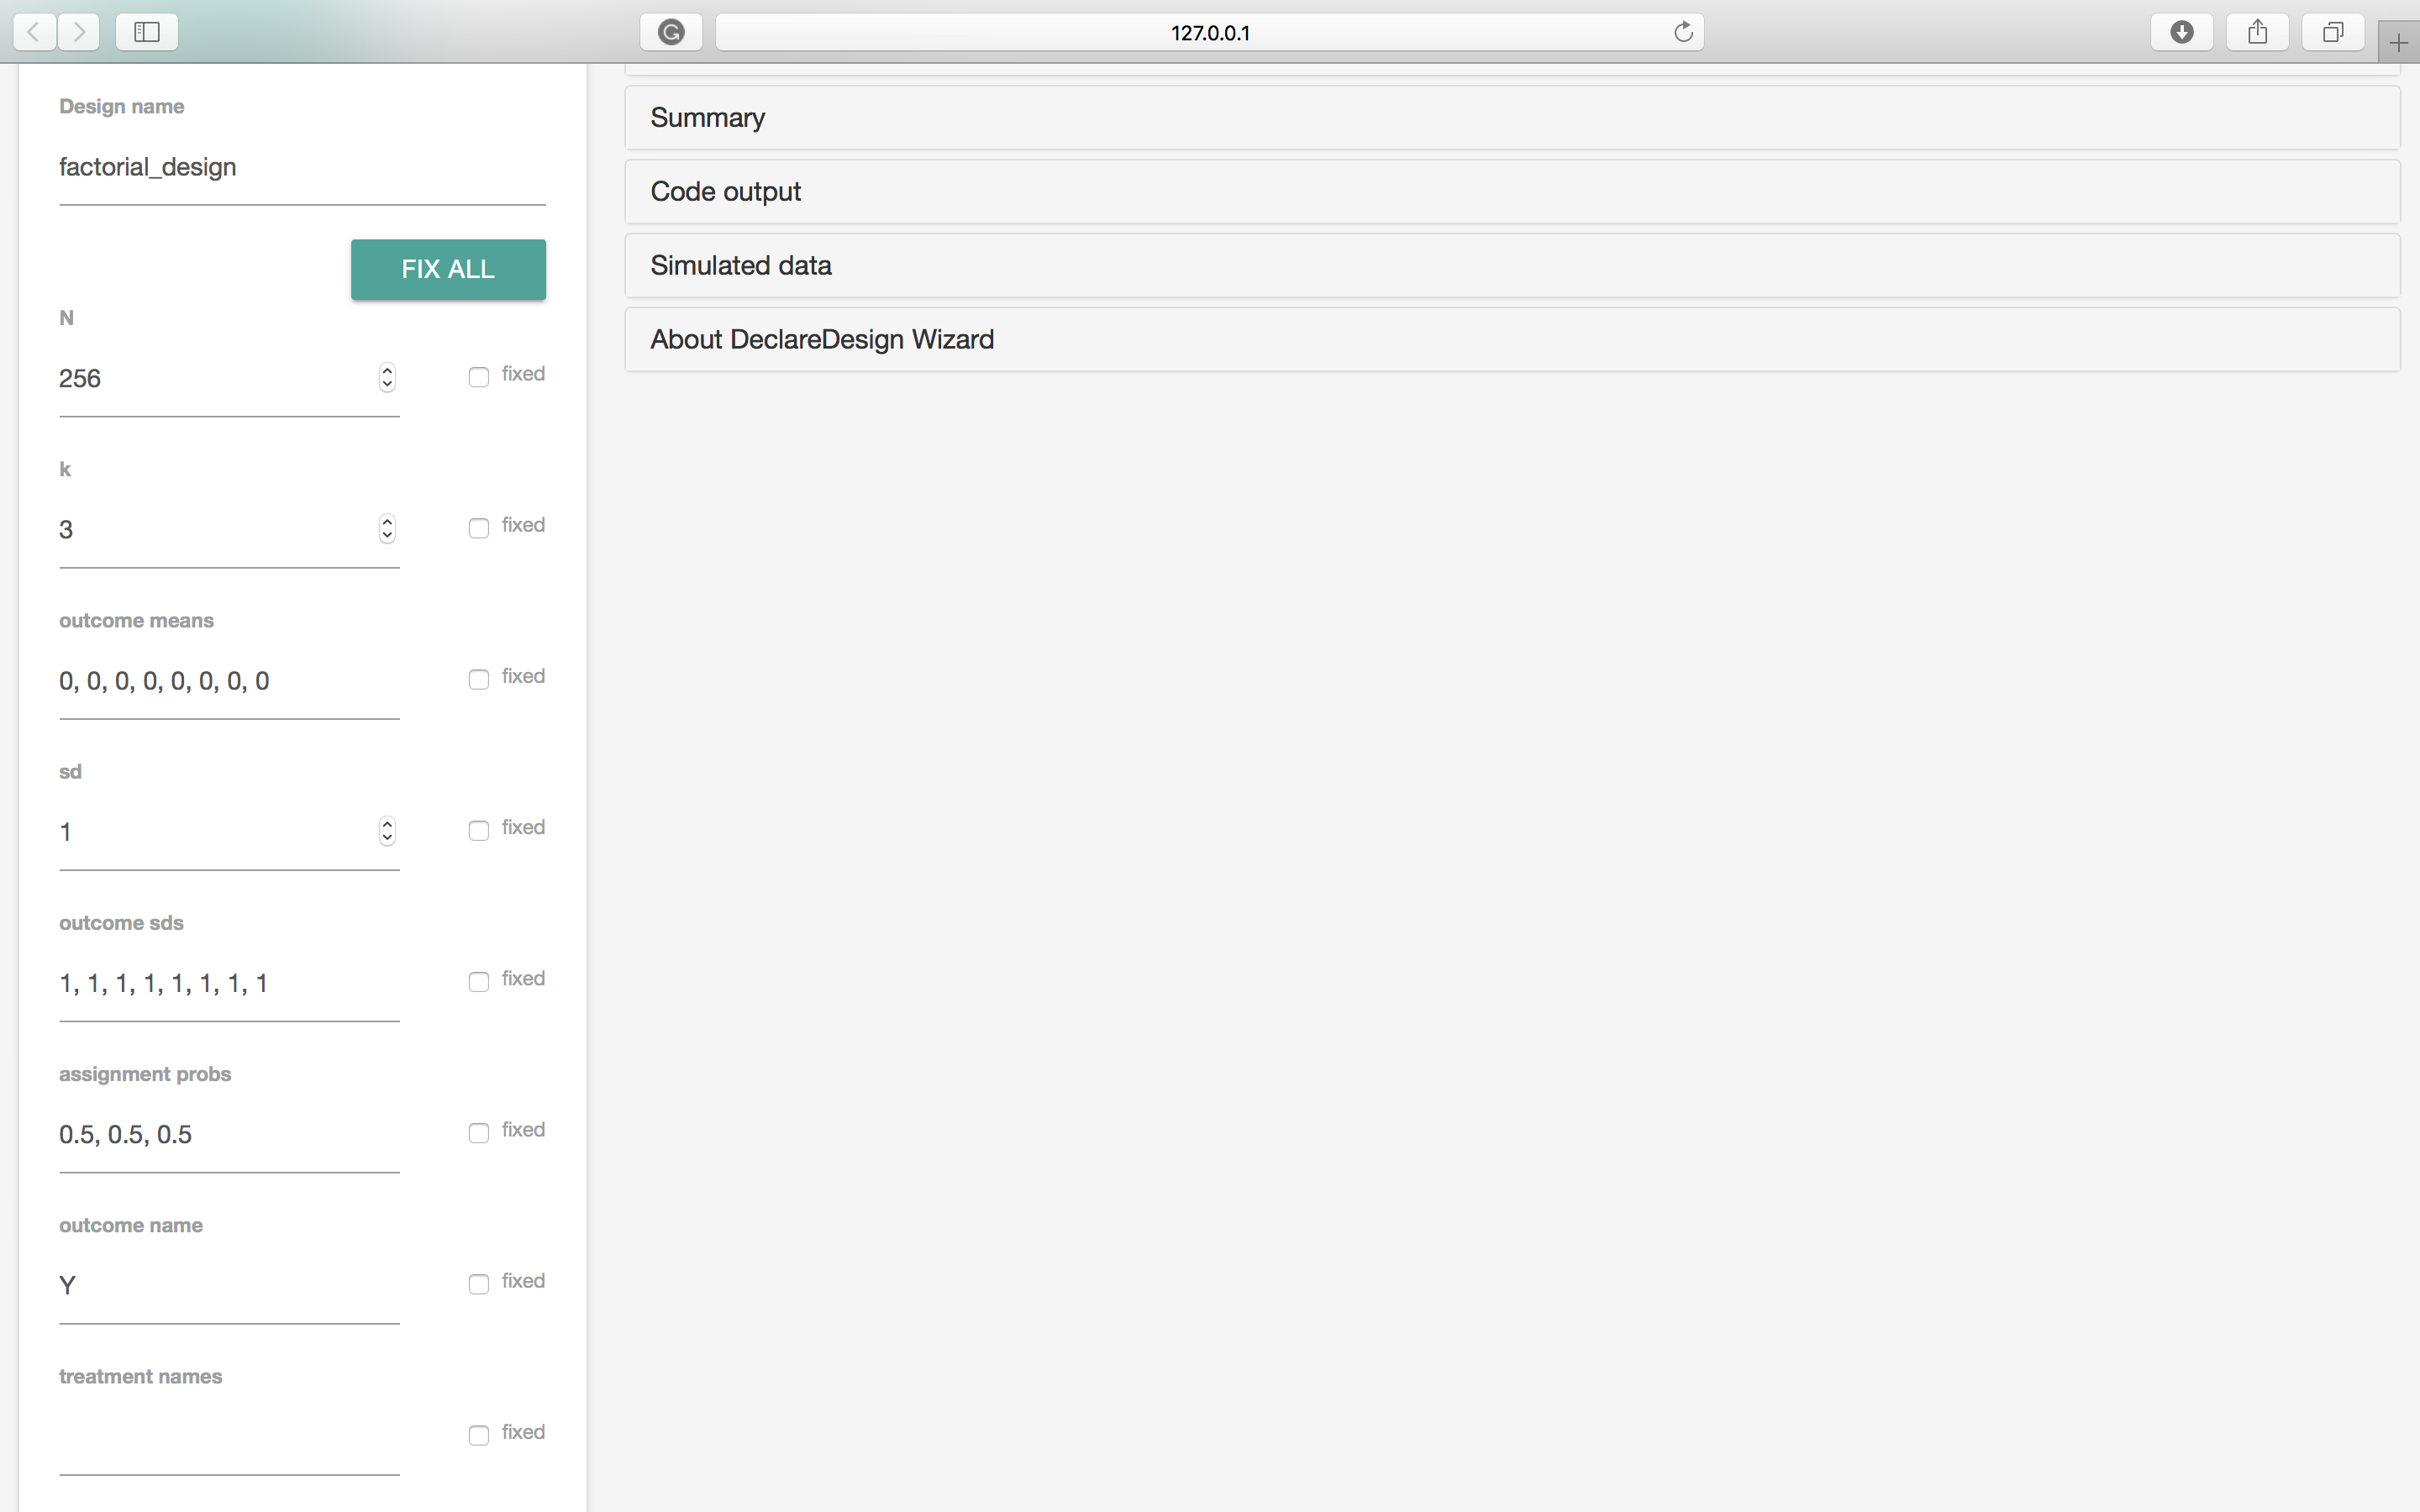 127.0.0.1
Design name
factorial_design
FIX ALL
N
256
fixed
k
3
fixed
outcome means
0, 0, 0, 0, 0, 0, 0, 0
fixed
sd
1
fixed
outcome sds
1, 1, 1, 1, 1, 1, 1, 1
fixed
assignment probs
0.5, 0.5, 0.5
fixed
outcome name
Y
fixed
treatment names
fixed
Summary
Code output
Simulated data
About DeclareDesign Wizard